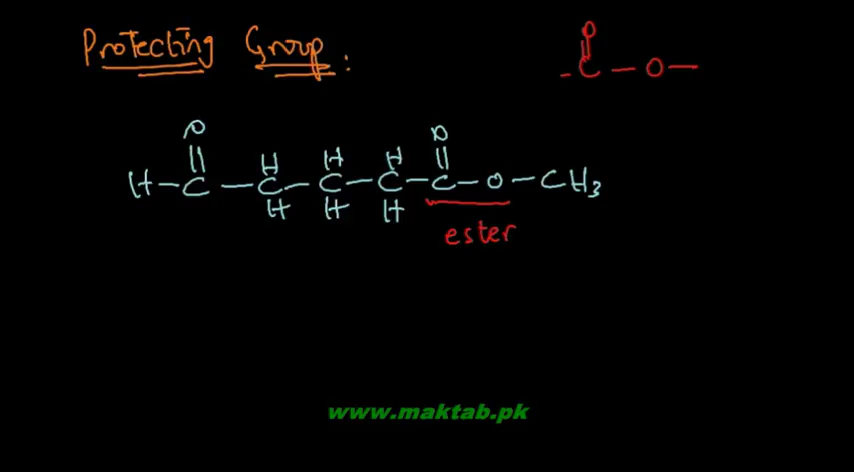 Protecting Group :
O
- C — O —
O H H H O
H — C — C — C — C — C — O — CH3
H H H
ester
www.maktab.pk